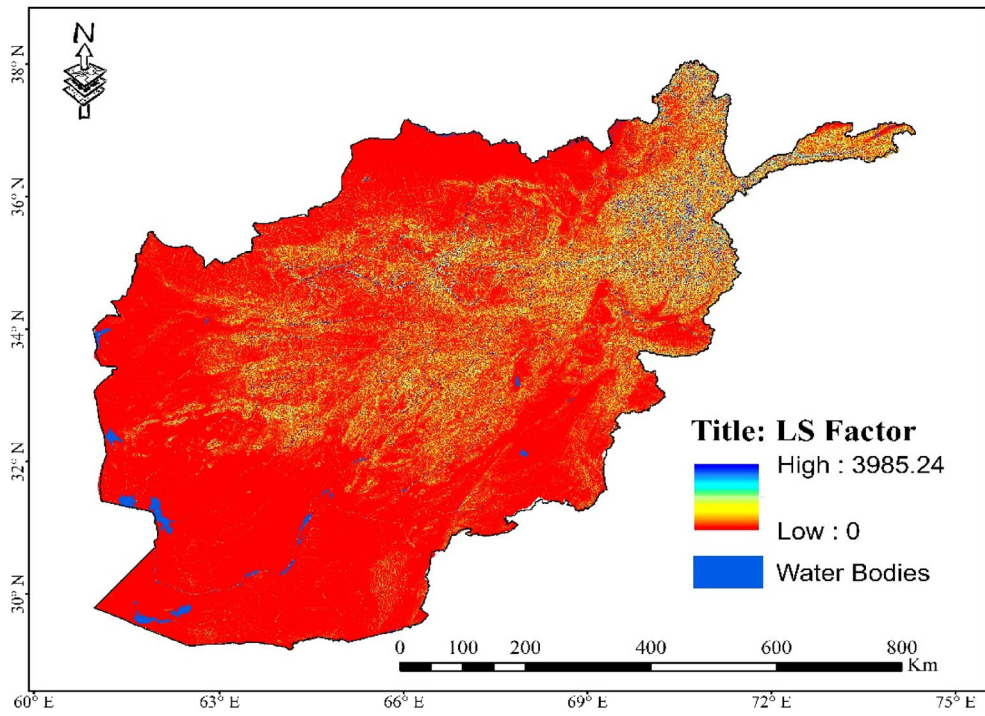 N
38° N
36° N
34° N
32° N
30° N
Title: LS Factor
High : 3985.24
Low : 0
Water Bodies
0 100 200 400 600 800
Km
60° E 63° E 66° E 69° E 72° E 75° E